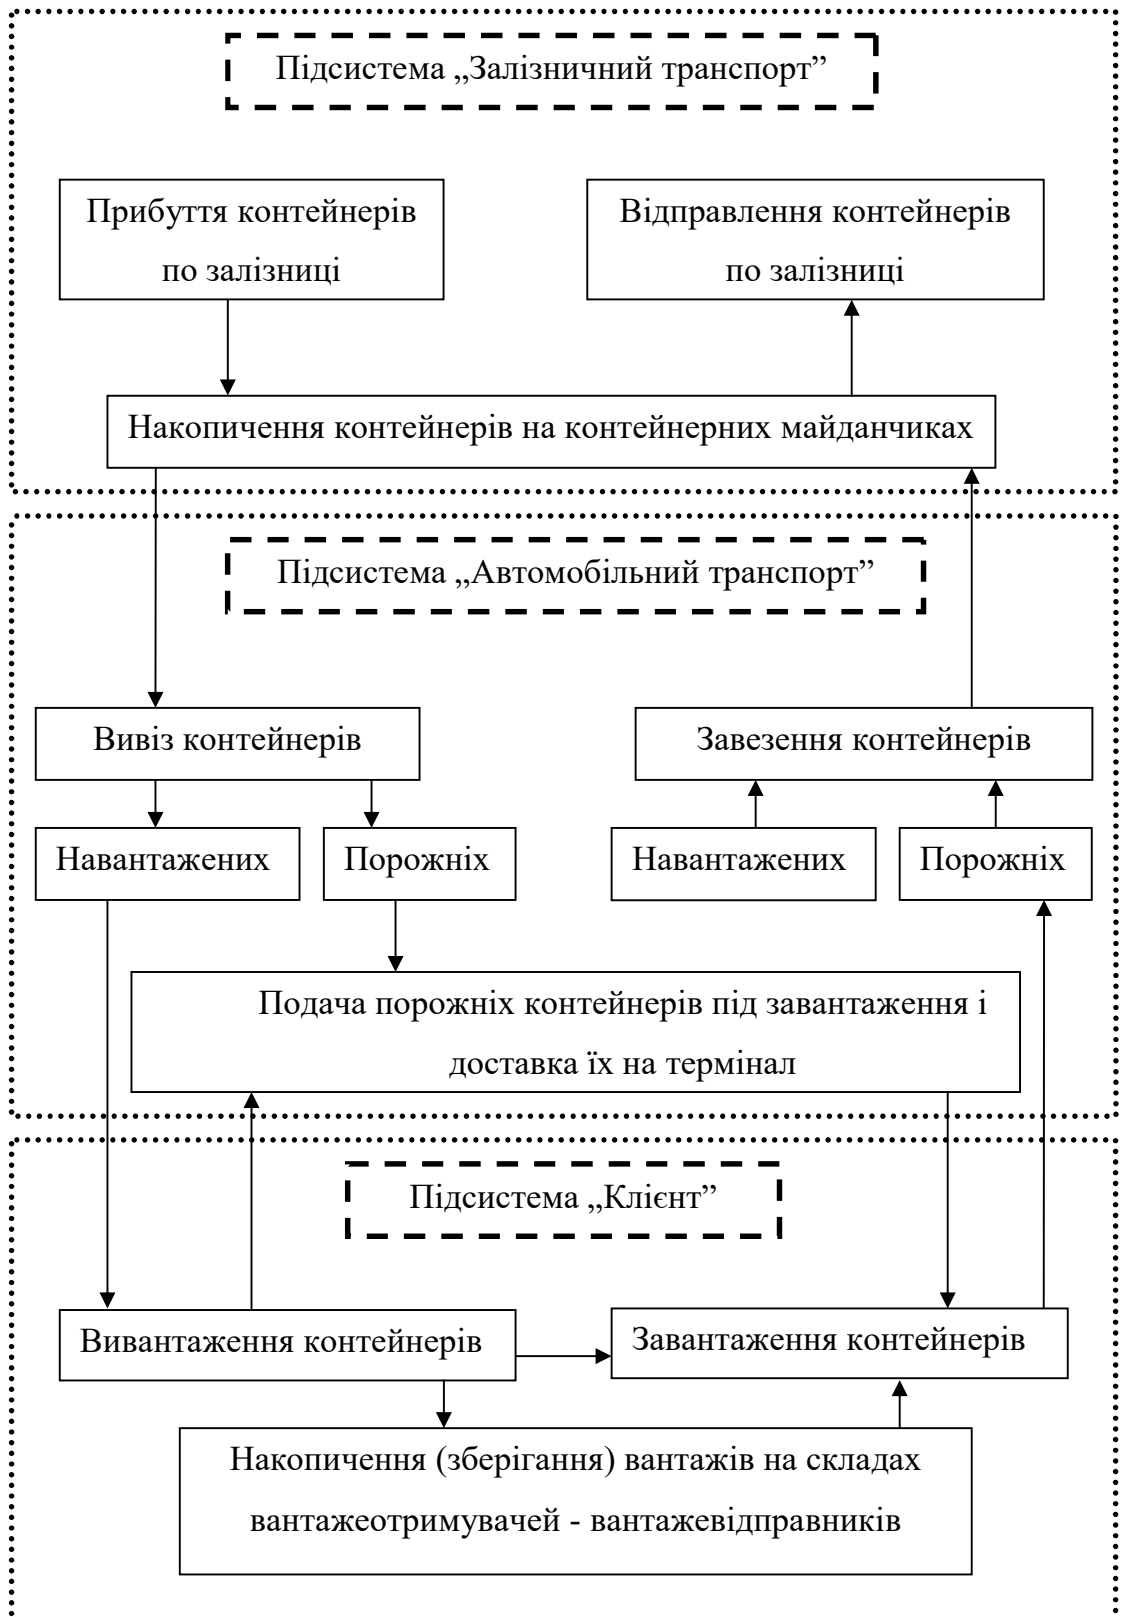 Підсистема „Залізничний транспорт”
Прибуття контейнерів
по залізниці
Відправлення контейнерів
по залізниці
Накопичення контейнерів на контейнерних майданчиках
Підсистема „Автомобільний транспорт”
Вивіз контейнерів
Завезення контейнерів
Навантажених
Порожніх
Навантажених
Порожніх
Подача порожніх контейнерів під завантаження і
доставка їх на термінал
Підсистема „Клієнт”
Вивантаження контейнерів
Завантаження контейнерів
Накопичення (зберігання) вантажів на складах
вантажеотримувачей - вантажевідправників